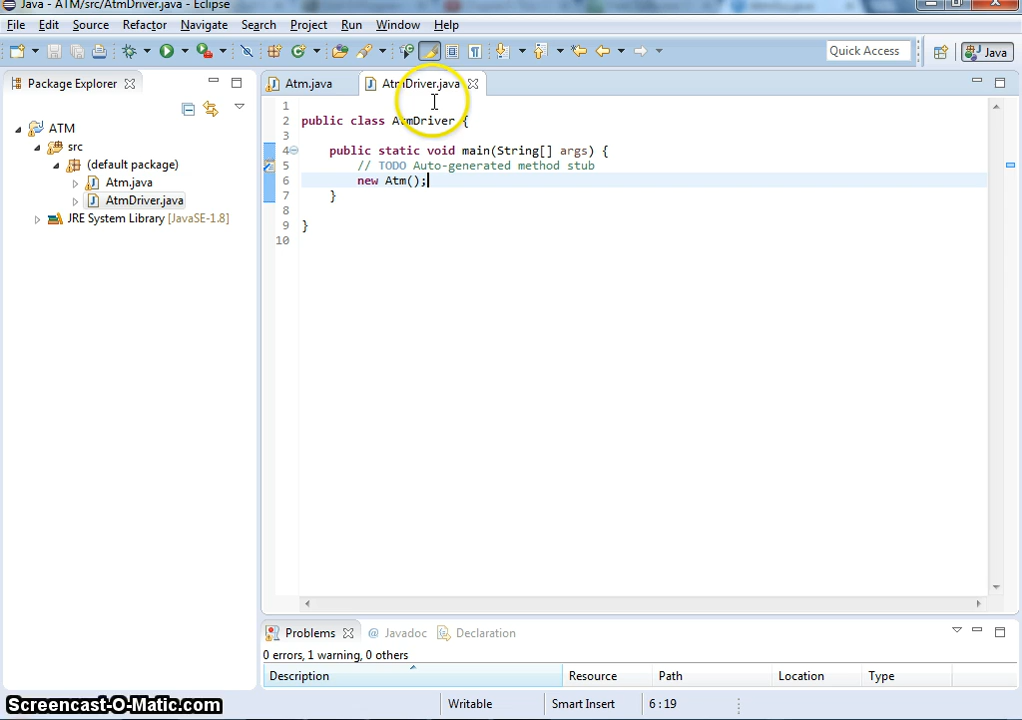 Java - ATM/src/AtmDriver.java - Eclipse
File Edit Source Refactor Navigate Search Project Run Window Help
Quick Access Java
Package Explorer
Atm.java AtmDriver.java
ATM
src
(default package)
Atm.java
AtmDriver.java
JRE System Library [JavaSE-1.8]
1
2 public class AtmDriver {
3
4 public static void main(String[] args) {
5 // TODO Auto-generated method stub
6 new Atm();
7 }
8
9 }
10
Problems @ Javadoc Declaration
0 errors, 1 warning, 0 others
Description Resource Path Location Type
Writable Smart Insert 6 : 19
Screencast-O-Matic.com